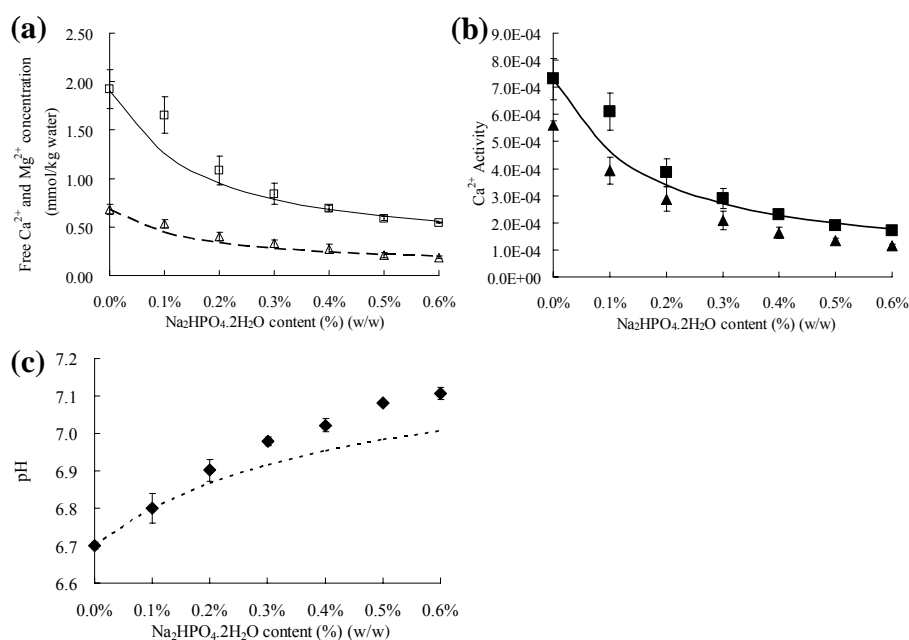 (a)
Free Ca²⁺ and Mg²⁺ concentration
(mmol/kg water)
2.50
2.00
1.50
1.00
0.50
0.00
0.0% 0.1% 0.2% 0.3% 0.4% 0.5% 0.6%
Na₂HPO₄.2H₂O content (%) (w/w)
(b)
Ca²⁺ Activity
9.0E-04
8.0E-04
7.0E-04
6.0E-04
5.0E-04
4.0E-04
3.0E-04
2.0E-04
1.0E-04
0.0E+00
0.0% 0.1% 0.2% 0.3% 0.4% 0.5% 0.6%
Na₂HPO₄.2H₂O content (%) (w/w)
(c)
pH
7.2
7.1
7.0
6.9
6.8
6.7
6.6
0.0% 0.1% 0.2% 0.3% 0.4% 0.5% 0.6%
Na₂HPO₄.2H₂O content (%) (w/w)